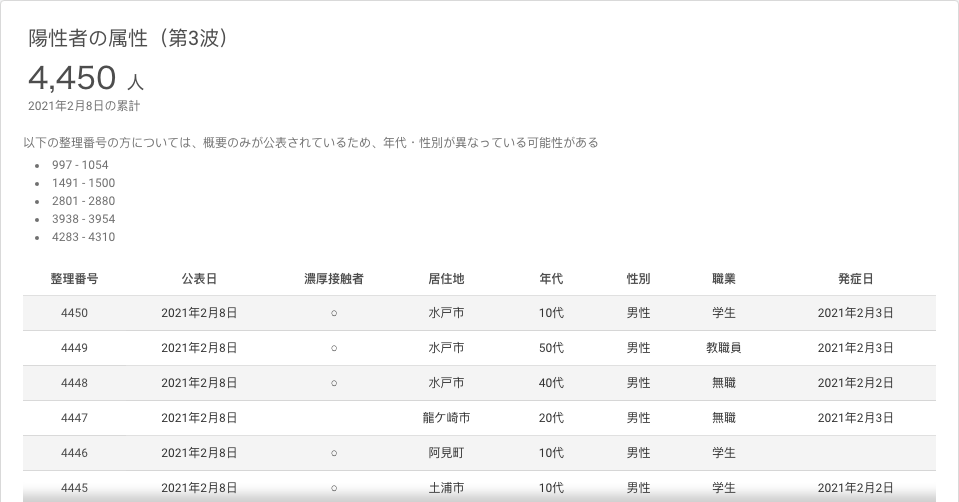 陽性者の属性（第3波）
4,450 人
2021年2月8日の累計
以下の整理番号の方については、概要のみが公表されているため、年代・性別が異なっている可能性がある
• 997 - 1054
• 1491 - 1500
• 2801 - 2880
• 3938 - 3954
• 4283 - 4310
整理番号 公表日 濃厚接触者 居住地 年代 性別 職業 発症日
4450 2021年2月8日 ○ 水戸市 10代 男性 学生 2021年2月3日
4449 2021年2月8日 ○ 水戸市 50代 男性 教職員 2021年2月3日
4448 2021年2月8日 ○ 水戸市 40代 男性 無職 2021年2月2日
4447 2021年2月8日 龍ケ崎市 20代 男性 無職 2021年2月3日
4446 2021年2月8日 ○ 阿見町 10代 男性 学生
4445 2021年2月8日 ○ 土浦市 10代 男性 学生 2021年2月2日